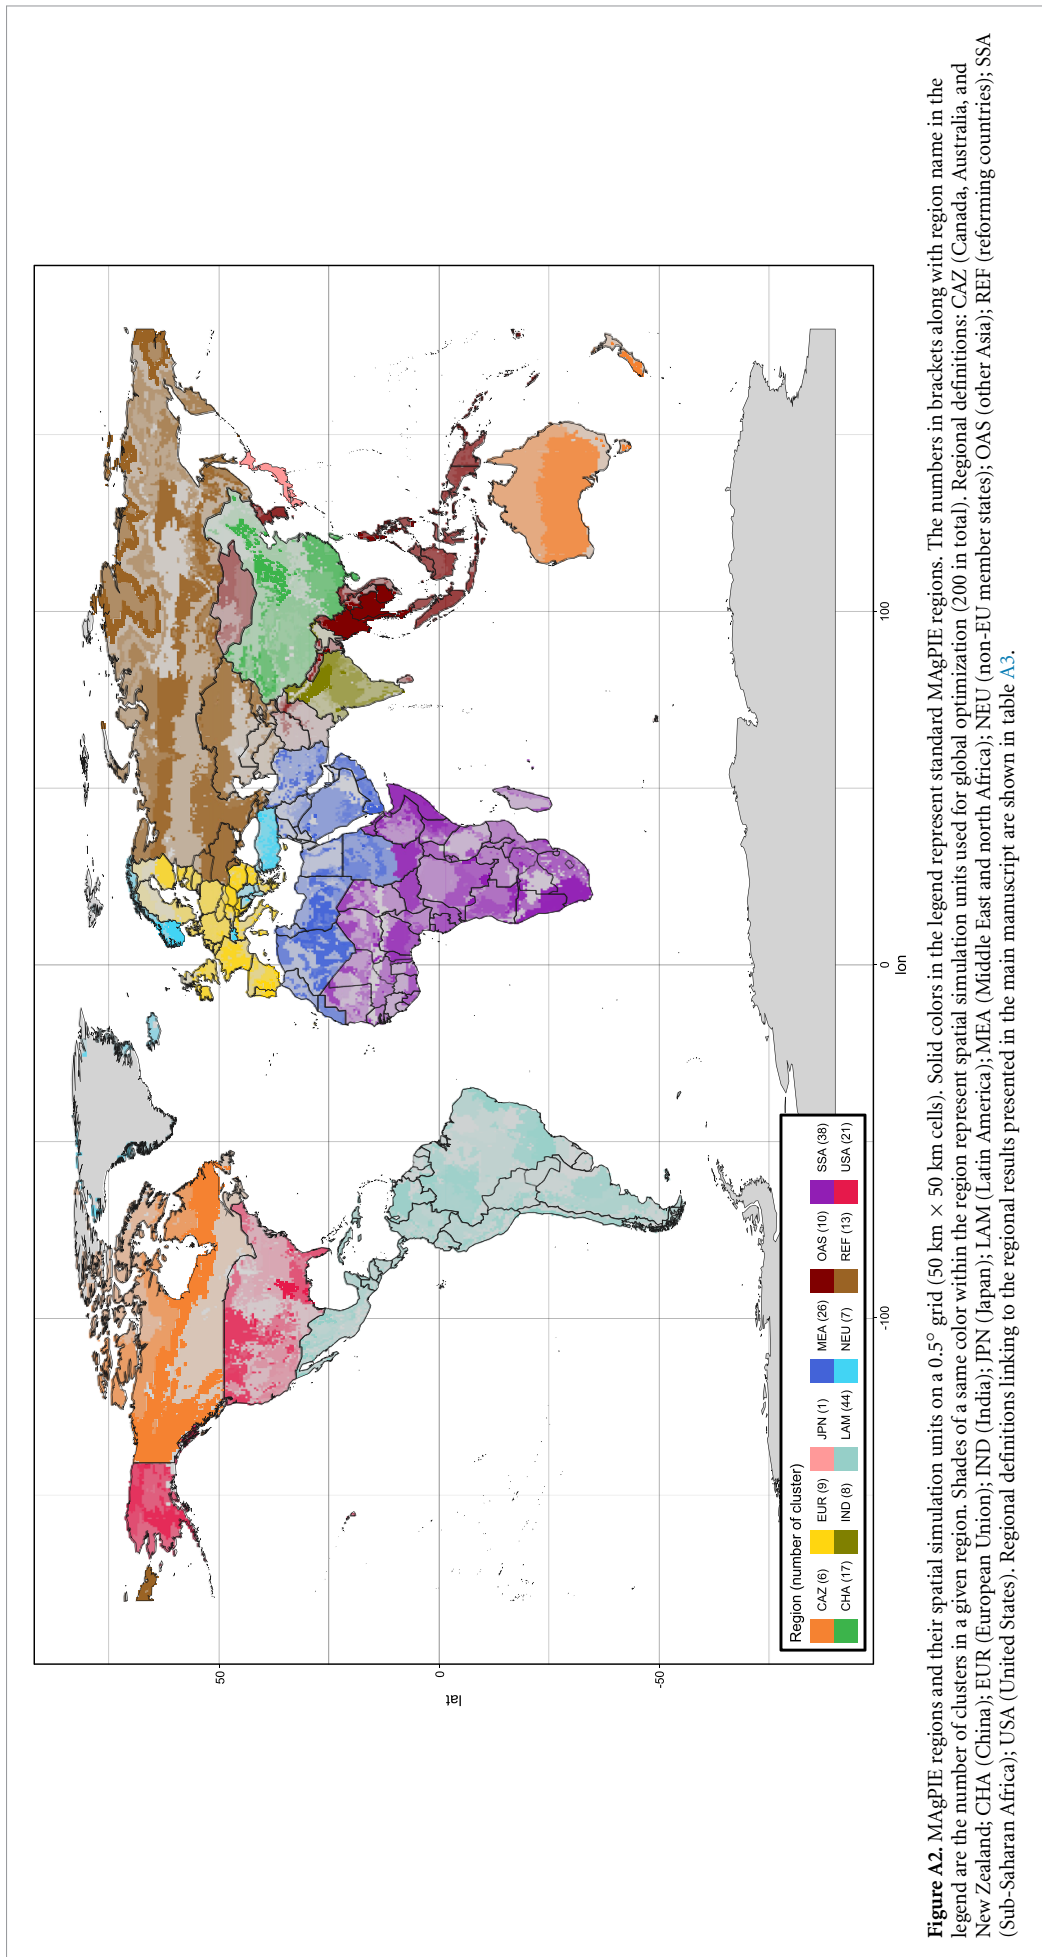 50
0
-50
lat
-100
0
100
lon
Region (number of cluster)
CAZ (6) EUR (9) JPN (1) MEA (26) OAS (10) SSA (38)
CHA (17) IND (8) LAM (44) NEU (7) REF (13) USA (21)
Figure A2. MAgPIE regions and their spatial simulation units on a 0.5° grid (50 km × 50 km cells). Solid colors in the legend represent standard MAgPIE regions. The numbers in brackets along with region name in the
legend are the number of clusters in a given region. Shades of a same color within the region represent spatial simulation units used for global optimization (200 in total). Regional definitions: CAZ (Canada, Australia, and
New Zealand; CHA (China); EUR (European Union); IND (India); JPN (Japan); LAM (Latin America); MEA (Middle East and north Africa); NEU (non-EU member states); OAS (other Asia); REF (reforming countries); SSA
(Sub-Saharan Africa); USA (United States). Regional definitions linking to the regional results presented in the main manuscript are shown in table A3.